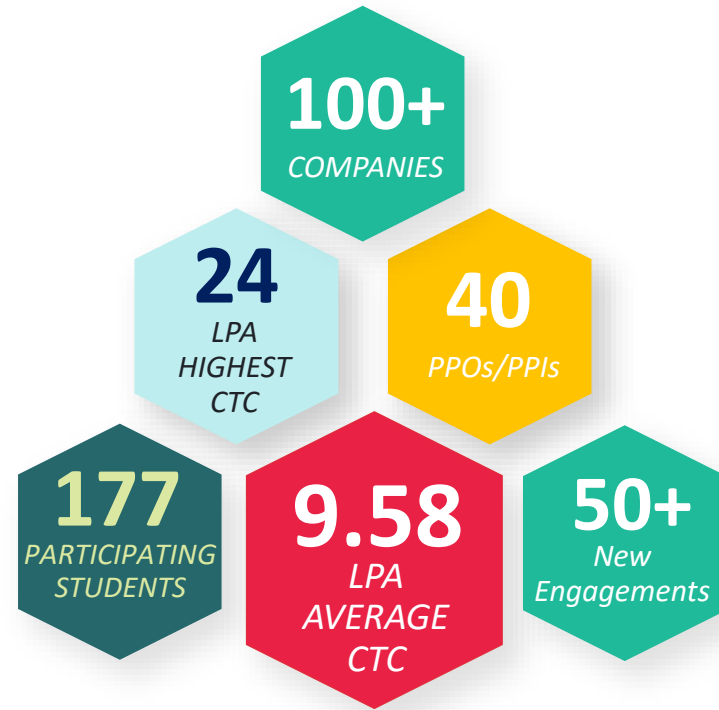 100+
COMPANIES
24
LPA
HIGHEST
CTC
40
PPOs/PPIs
177
PARTICIPATING
STUDENTS
9.58
LPA
AVERAGE
CTC
50+
New
Engagements